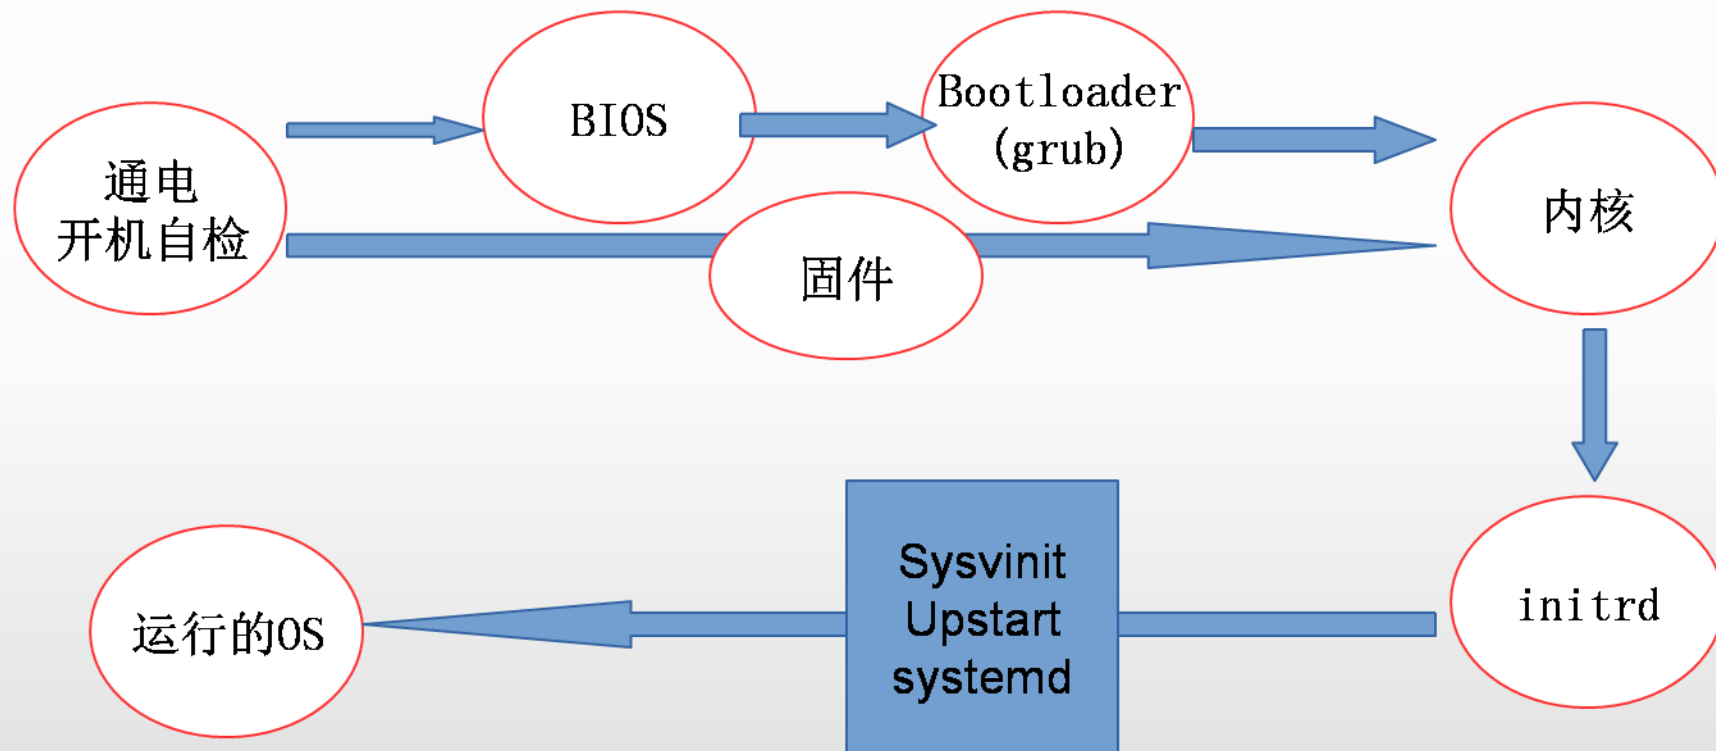 通电
开机自检
BIOS
Bootloader
(grub)
固件
内核
initrd
Sysvinit
Upstart
systemd
运行的OS